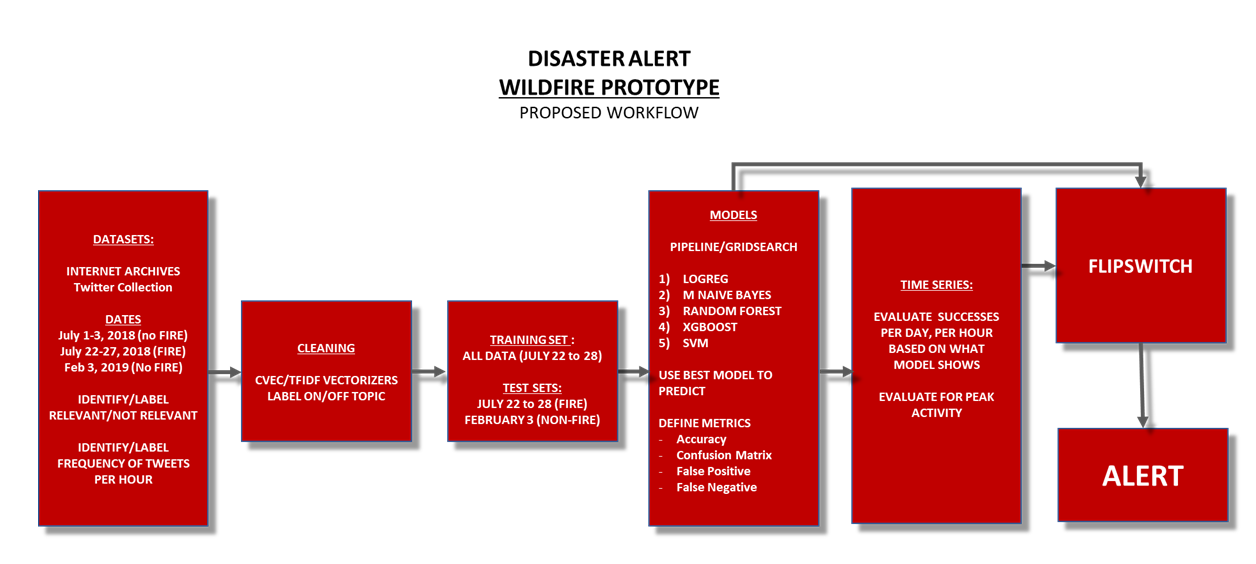 DISASTER ALERT
WILDFIRE PROTOTYPE
PROPOSED WORKFLOW
DATASETS:
INTERNET ARCHIVES
Twitter Collection
DATES
July 1-3, 2018 (no FIRE)
July 22-27, 2018 (FIRE)
Feb 3, 2019 (No FIRE)
IDENTIFY/LABEL
RELEVANT/NOT RELEVANT
IDENTIFY/LABEL
FREQUENCY OF TWEETS
PER HOUR
CLEANING
CVEC/TFIDF VECTORIZERS
LABEL ON/OFF TOPIC
TRAINING SET :
ALL DATA (JULY 22 to 28)
TEST SETS:
JULY 22 to 28 (FIRE)
FEBRUARY 3 (NON-FIRE)
MODELS
PIPELINE/GRIDSEARCH
1) LOGREG
2) M NAIVE BAYES
3) RANDOM FOREST
4) XGBOOST
5) SVM
USE BEST MODEL TO
PREDICT
DEFINE METRICS
- Accuracy
- Confusion Matrix
- False Positive
- False Negative
TIME SERIES:
EVALUATE SUCCESSES
PER DAY, PER HOUR
BASED ON WHAT
MODEL SHOWS
EVALUATE FOR PEAK
ACTIVITY
FLIPSWITCH
ALERT